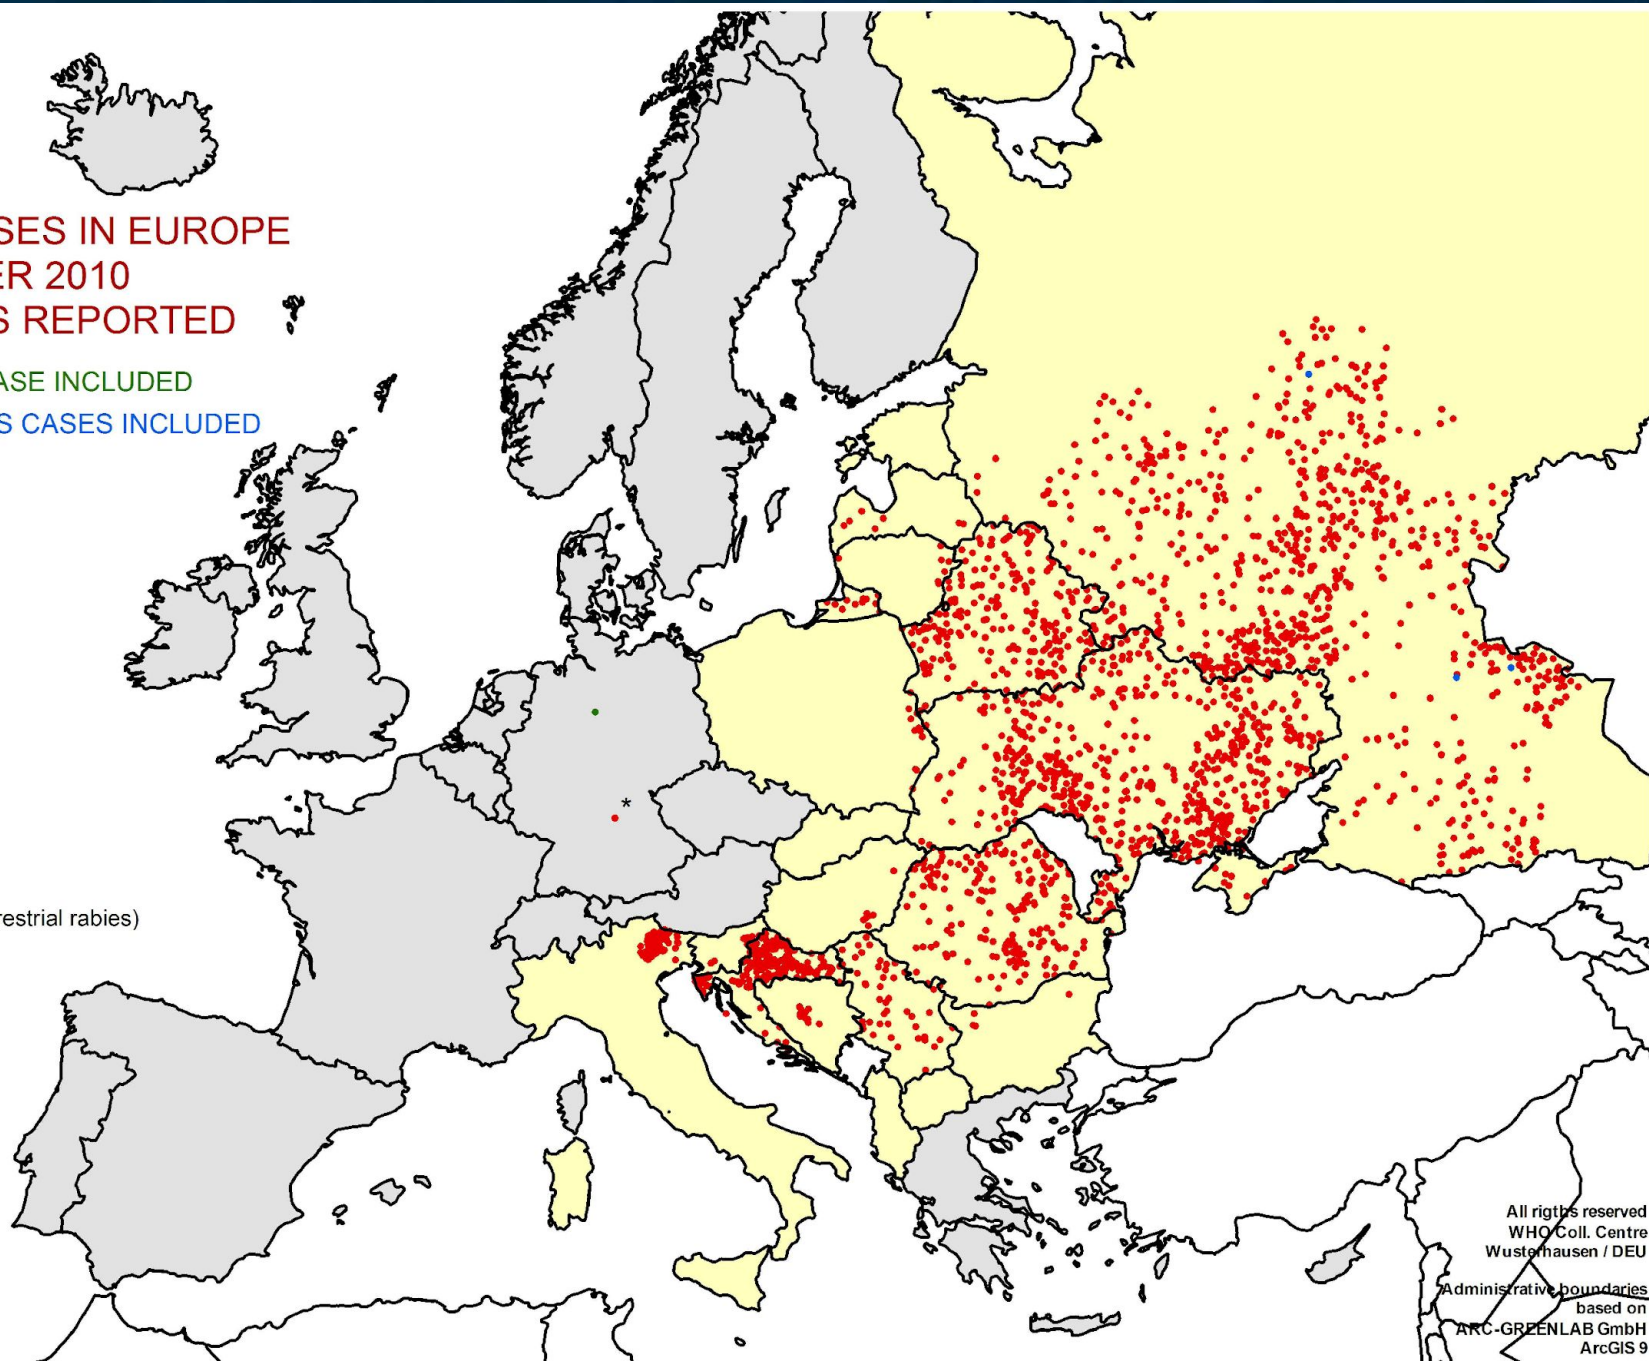 SES IN EUROPE
ER 2010
S REPORTED
ASE INCLUDED
S CASES INCLUDED
*
restrial rabies)
All rigths reserved
WHO Coll. Centre
Wusterhausen / DEU
Administrative boundaries
based on
ARC-GREENLAB GmbH
ArcGIS 9